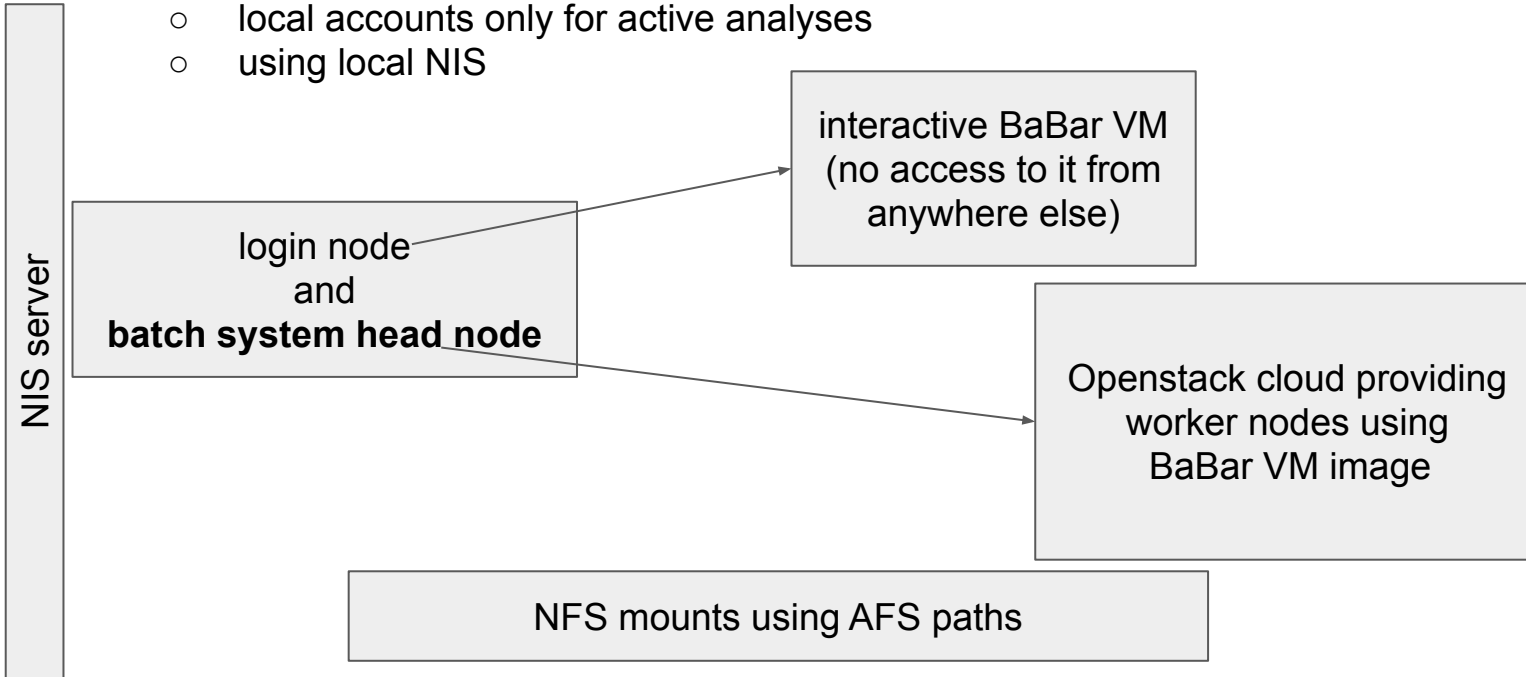 ○ local accounts only for active analyses
○ using local NIS
NIS server
login node
and
batch system head node
interactive BaBar VM
(no access to it from
anywhere else)
Openstack cloud providing
worker nodes using
BaBar VM image
NFS mounts using AFS paths